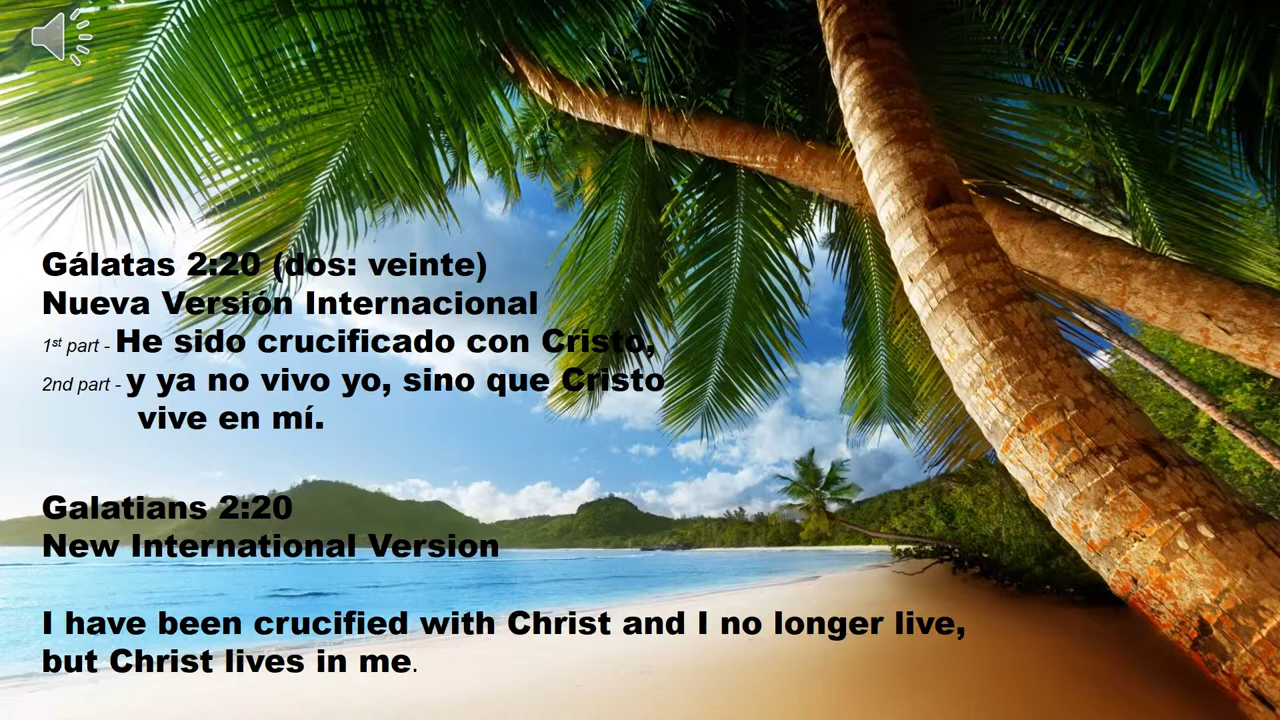 Gálatas 2:20 (dos: veinte)
Nueva Versión Internacional
1st part - He sido crucificado con Cristo,
2nd part - y ya no vivo yo, sino que Cristo
vive en mí.
Galatians 2:20
New International Version
I have been crucified with Christ and I no longer live,
but Christ lives in me.